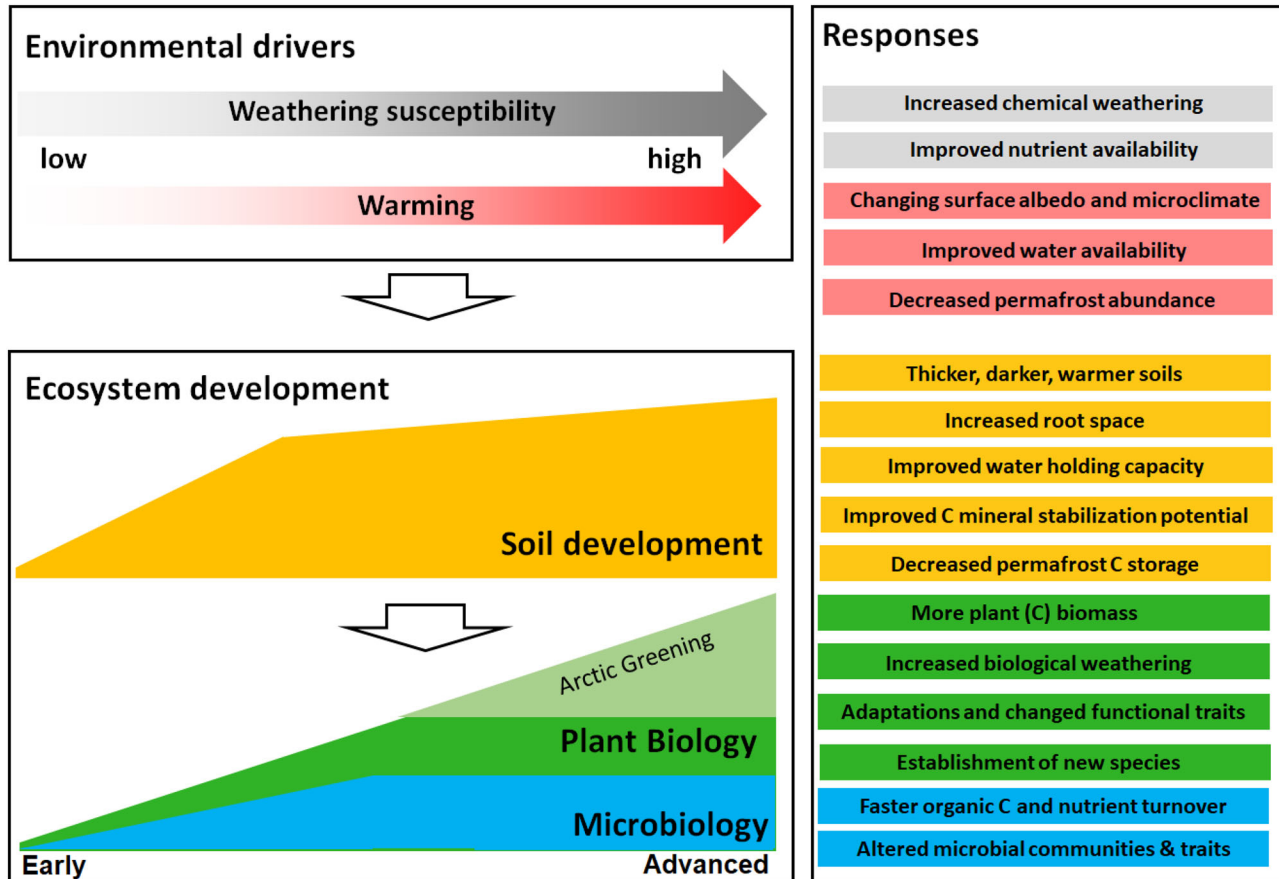 Environmental drivers
Weathering susceptibility
low
high
Warming
Ecosystem development
Soil development
Arctic Greening
Plant Biology
Microbiology
Early
Advanced
Responses
Increased chemical weathering
Improved nutrient availability
Changing surface albedo and microclimate
Improved water availability
Decreased permafrost abundance
Thicker, darker, warmer soils
Increased root space
Improved water holding capacity
Improved C mineral stabilization potential
Decreased permafrost C storage
More plant (C) biomass
Increased biological weathering
Adaptations and changed functional traits
Establishment of new species
Faster organic C and nutrient turnover
Altered microbial communities & traits